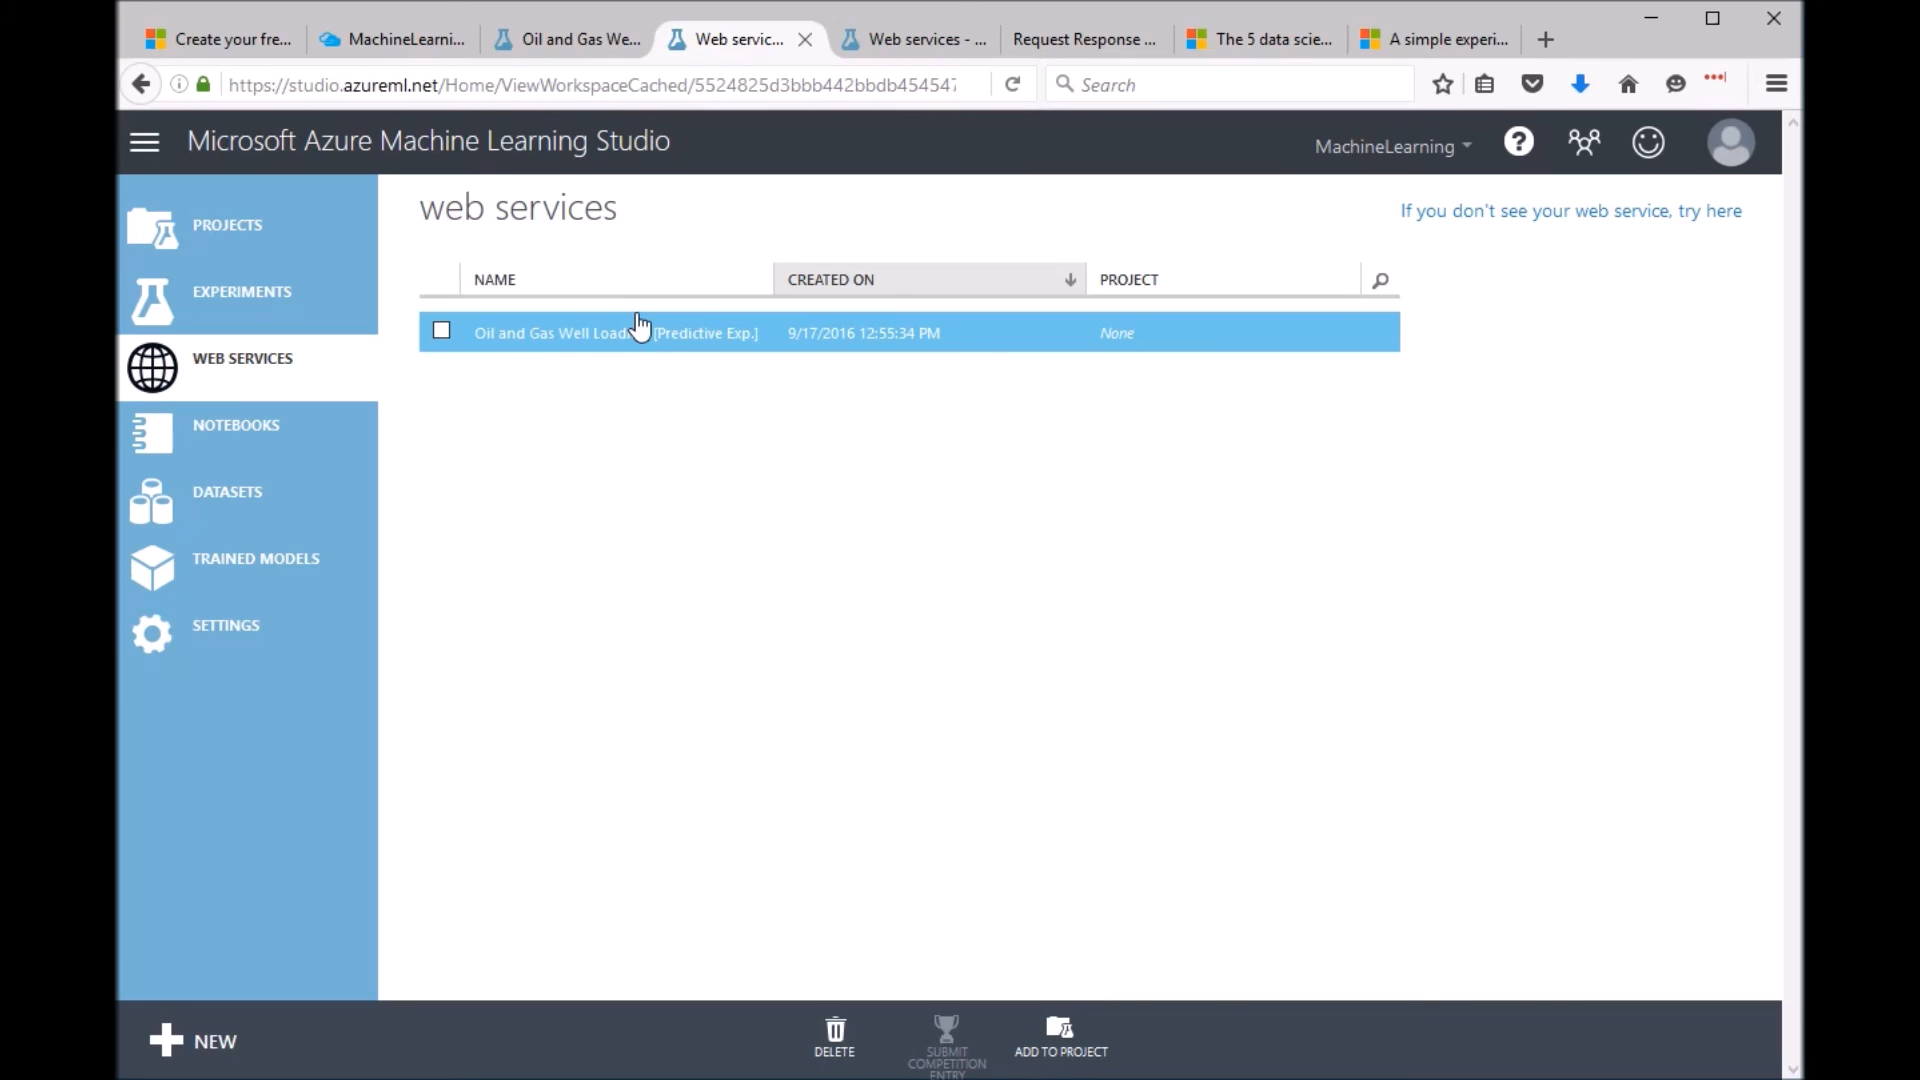 Create your fre...
MachineLearni...
Oil and Gas We...
Web servic...
Web services - ...
Request Response ...
The 5 data scie...
A simple experi...
https://studio.azureml.net/Home/ViewWorkspaceCached/5524825d3bbb442bbdb454547
Search
Microsoft Azure Machine Learning Studio
MachineLearning
PROJECTS
EXPERIMENTS
WEB SERVICES
NOTEBOOKS
DATASETS
TRAINED MODELS
SETTINGS
web services
If you don't see your web service, try here
NAME
CREATED ON
PROJECT
Oil and Gas Well [Predictive Exp.]
9/17/2016 12:55:34 PM
None
NEW
DELETE
SUBMIT
COMPETITION
ENTRY
ADD TO PROJECT